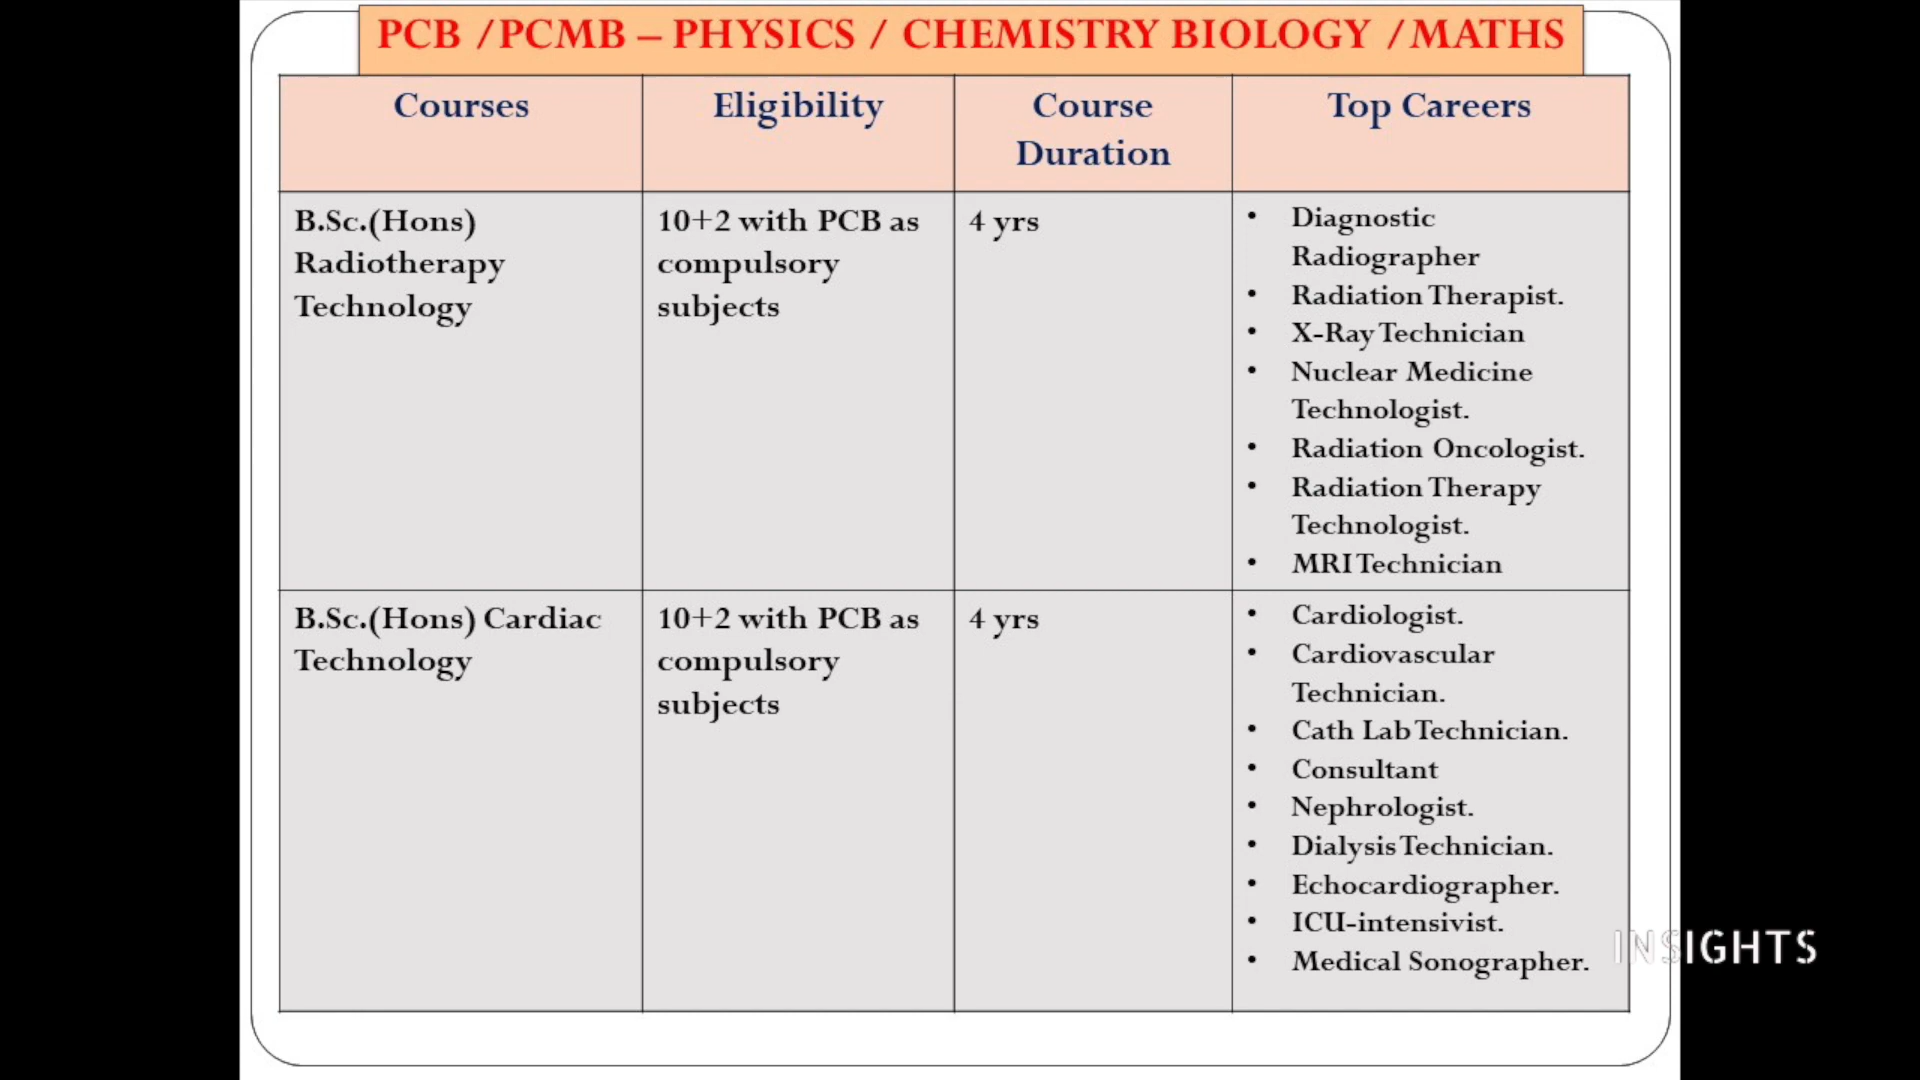 PCB /PCMB – PHYSICS / CHEMISTRY BIOLOGY /MATHS
Courses
Eligibility
Course
Duration
Top Careers
B.Sc.(Hons)
Radiotherapy
Technology
10+2 with PCB as
compulsory
subjects
4 yrs
• Diagnostic
Radiographer
• Radiation Therapist.
• X-Ray Technician
• Nuclear Medicine
Technologist.
• Radiation Oncologist.
• Radiation Therapy
Technologist.
• MRI Technician
B.Sc.(Hons) Cardiac
Technology
10+2 with PCB as
compulsory
subjects
4 yrs
• Cardiologist.
• Cardiovascular
Technician.
• Cath Lab Technician.
• Consultant
• Nephrologist.
• Dialysis Technician.
• Echocardiographer.
• ICU-intensivist.
• Medical Sonographer.
INSIGHTS